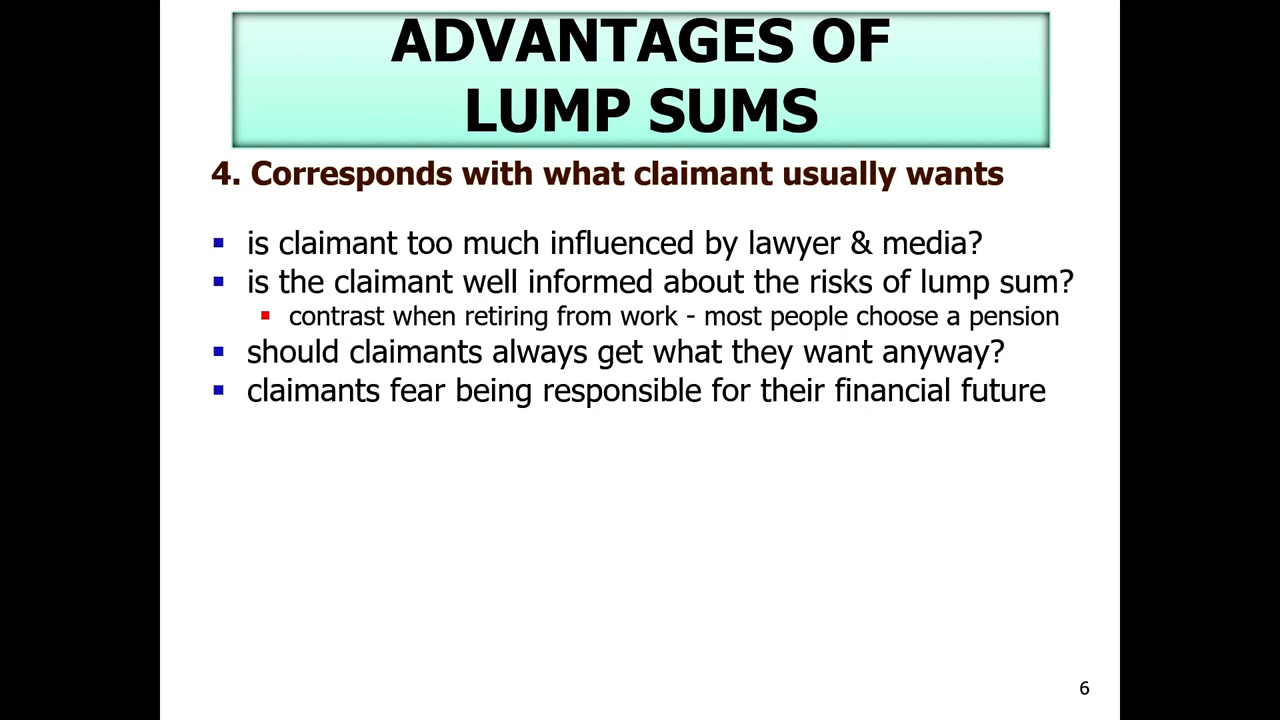 ADVANTAGES OF
LUMP SUMS
4. Corresponds with what claimant usually wants
is claimant too much influenced by lawyer & media?
is the claimant well informed about the risks of lump sum?
contrast when retiring from work - most people choose a pension
should claimants always get what they want anyway?
claimants fear being responsible for their financial future
6